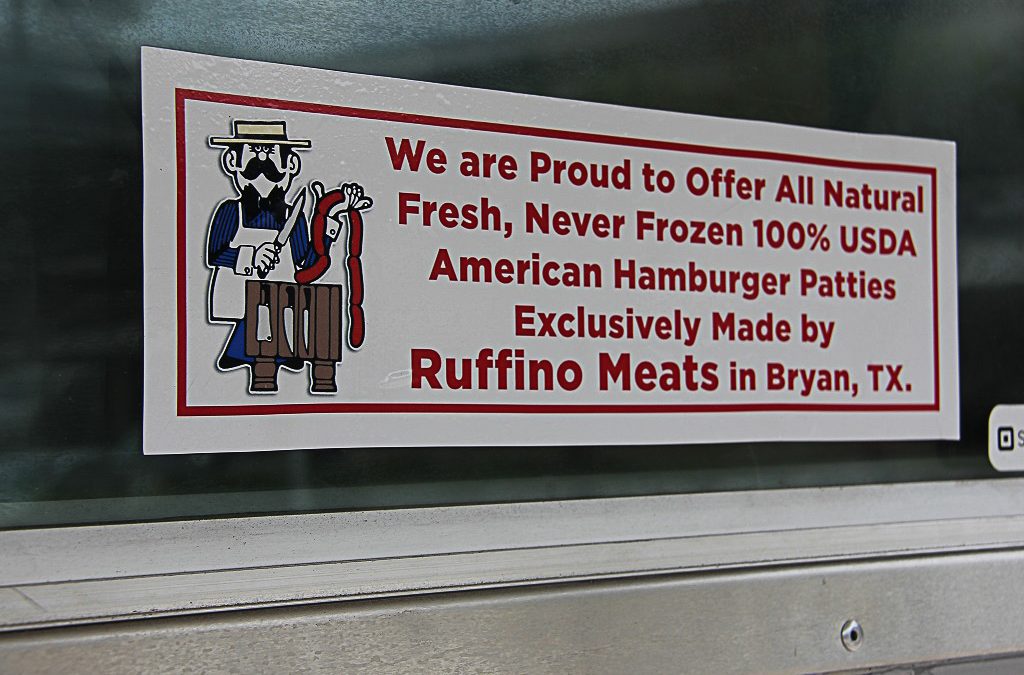 We are Proud to Offer All Natural
Fresh, Never Frozen 100% USDA
American Hamburger Patties
Exclusively Made by
Ruffino Meats in Bryan, TX.
S